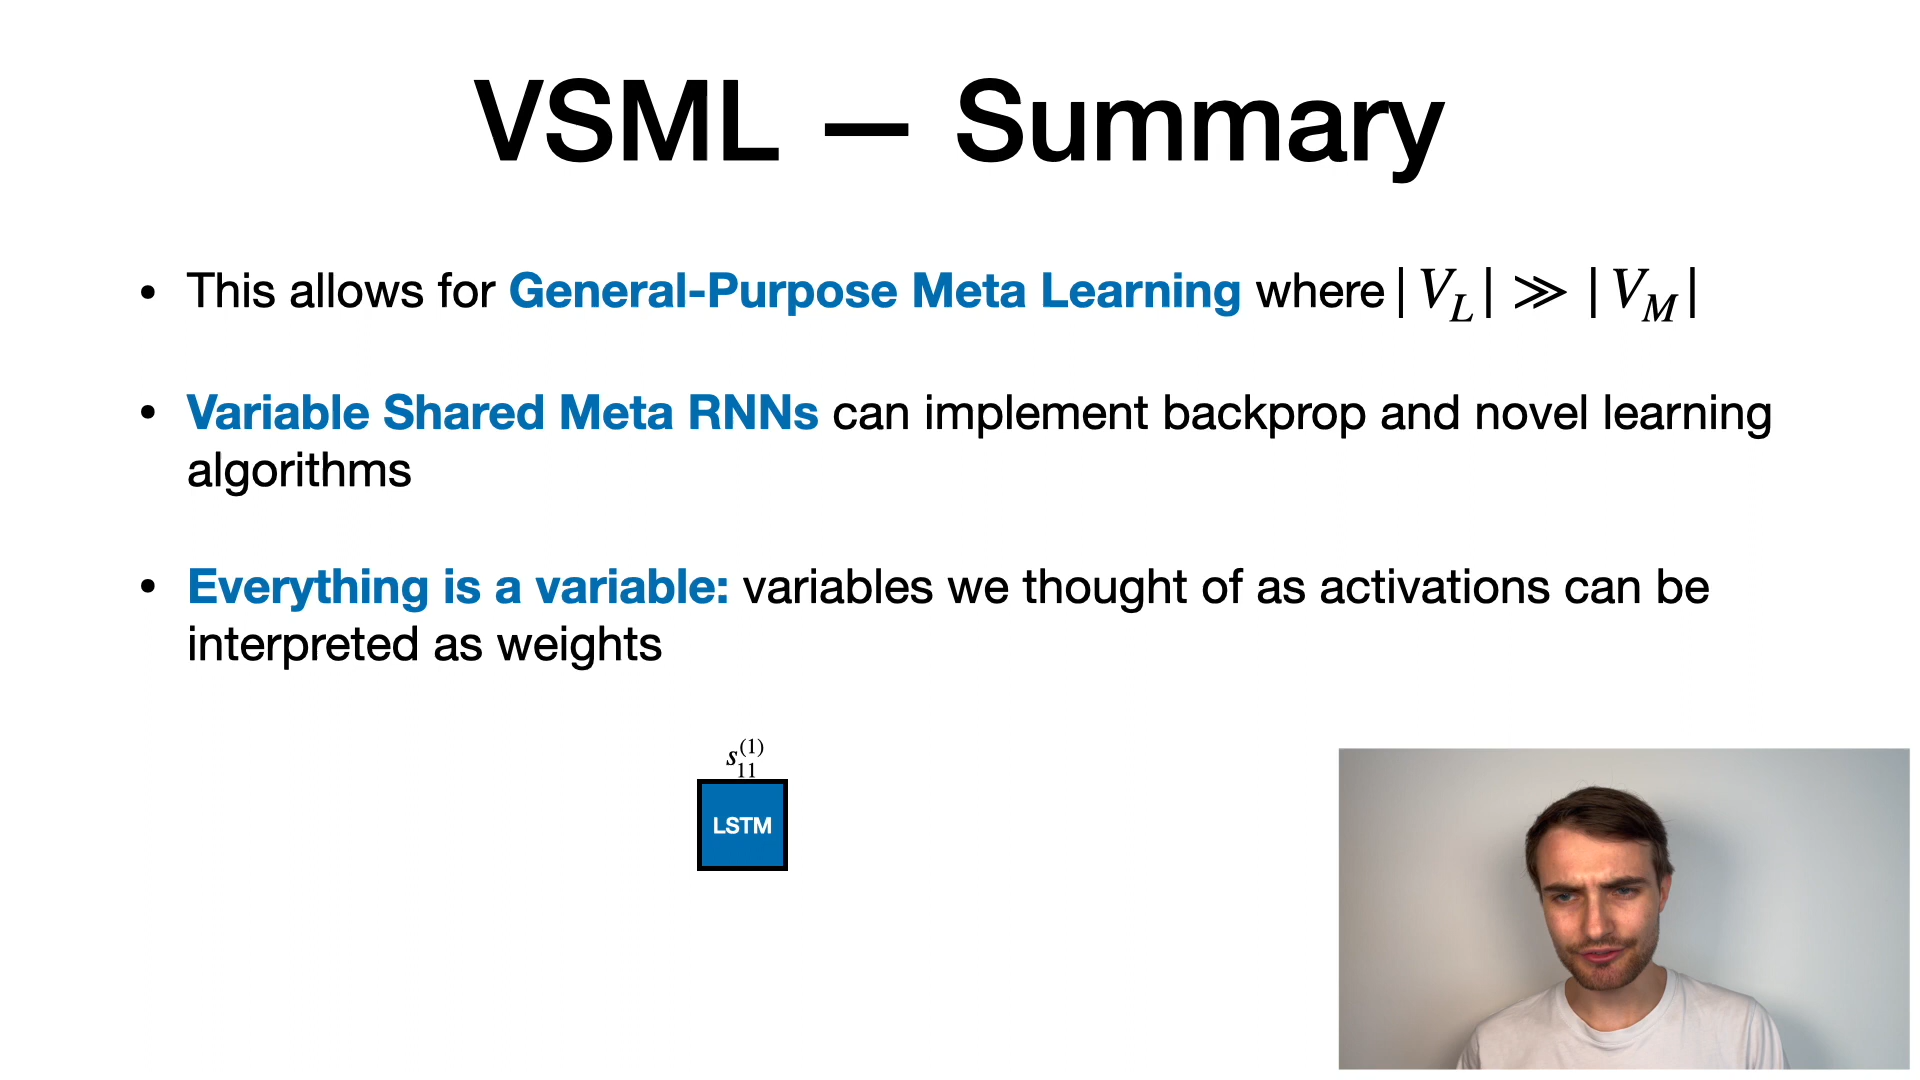 VSML — Summary
• This allows for General-Purpose Meta Learning where |V_L| ≫ |V_M|
• Variable Shared Meta RNNs can implement backprop and novel learning
algorithms
• Everything is a variable: variables we thought of as activations can be
interpreted as weights
s_{11}^{(1)}
LSTM